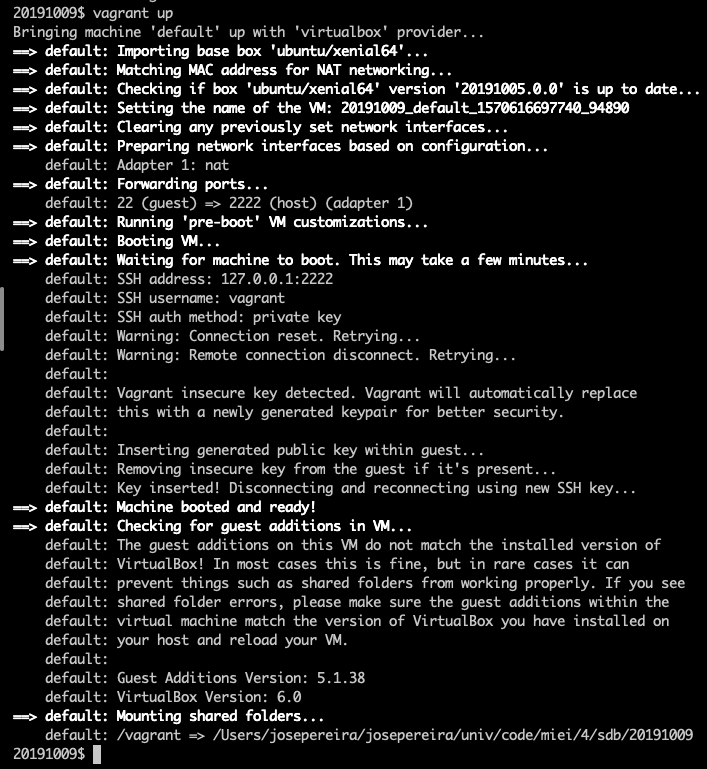 20191009$ vagrant up
Bringing machine 'default' up with 'virtualbox' provider...
==> default: Importing base box 'ubuntu/xenial64'...
==> default: Matching MAC address for NAT networking...
==> default: Checking if box 'ubuntu/xenial64' version '20191005.0.0' is up to date...
==> default: Setting the name of the VM: 20191009_default_1570616697740_94890
==> default: Clearing any previously set network interfaces...
==> default: Preparing network interfaces based on configuration...
    default: Adapter 1: nat
==> default: Forwarding ports...
    default: 22 (guest) => 2222 (host) (adapter 1)
==> default: Running 'pre-boot' VM customizations...
==> default: Booting VM...
==> default: Waiting for machine to boot. This may take a few minutes...
    default: SSH address: 127.0.0.1:2222
    default: SSH username: vagrant
    default: SSH auth method: private key
    default: Warning: Connection reset. Retrying...
    default: Warning: Remote connection disconnect. Retrying...
    default:
    default: Vagrant insecure key detected. Vagrant will automatically replace
    default: this with a newly generated keypair for better security.
    default:
    default: Inserting generated public key within guest...
    default: Removing insecure key from the guest if it's present...
    default: Key inserted! Disconnecting and reconnecting using new SSH key...
==> default: Machine booted and ready!
==> default: Checking for guest additions in VM...
    default: The guest additions on this VM do not match the installed version of
    default: VirtualBox! In most cases this is fine, but in rare cases it can
    default: prevent things such as shared folders from working properly. If you see
    default: shared folder errors, please make sure the guest additions within the
    default: virtual machine match the version of VirtualBox you have installed on
    default: your host and reload your VM.
    default:
    default: Guest Additions Version: 5.1.38
    default: VirtualBox Version: 6.0
==> default: Mounting shared folders...
    default: /vagrant => /Users/josepereira/josepereira/univ/code/miei/4/sdb/20191009
20191009$